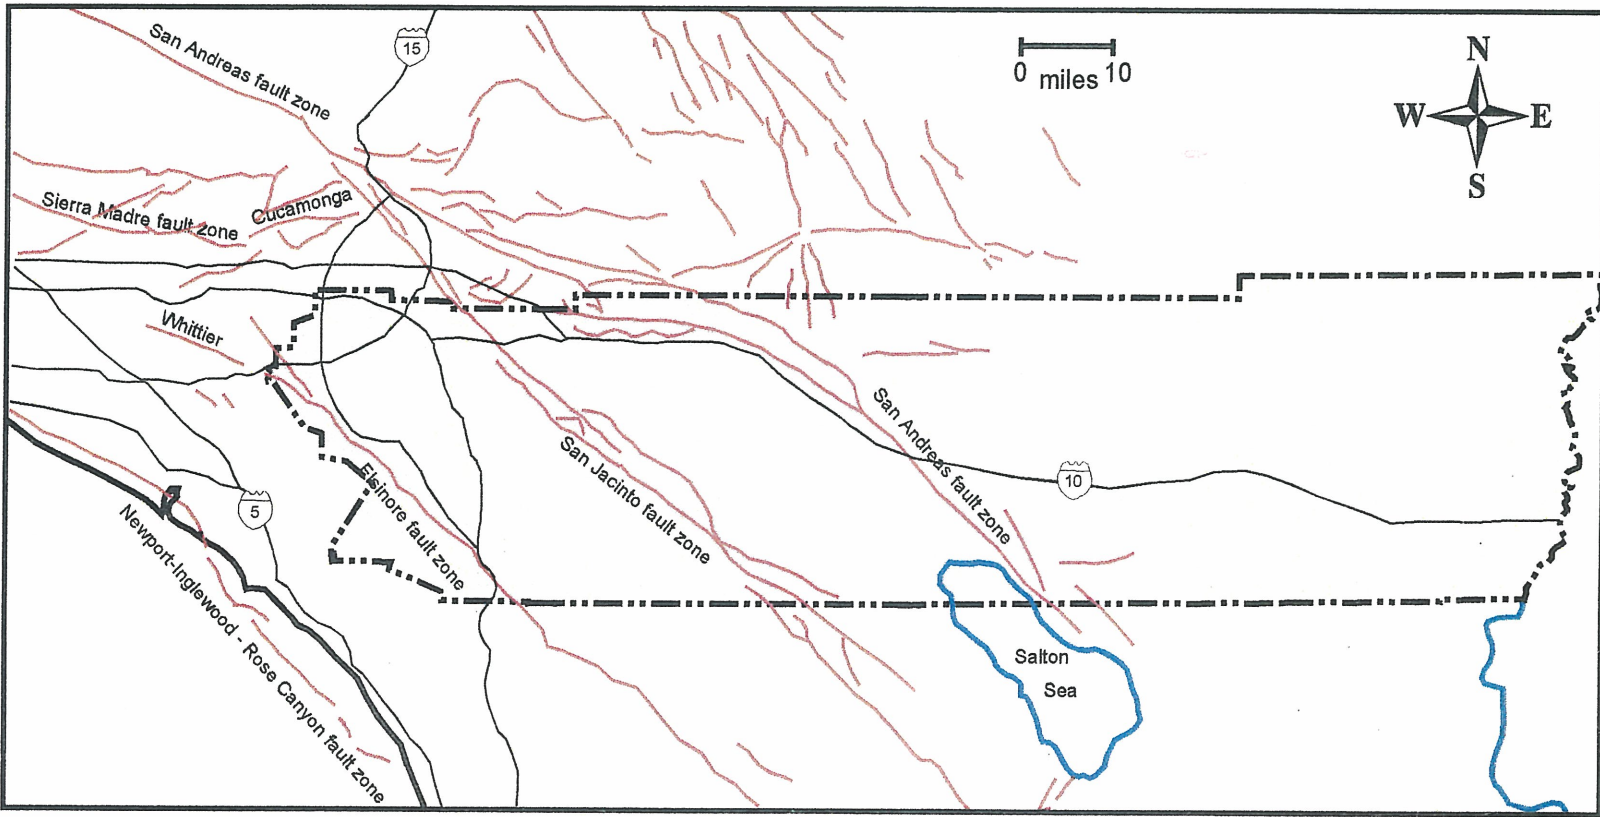 San Andreas fault zone
15
0 miles 10
N
W E
S
Sierra Madre fault zone
Cucamonga
Whittier
San Andreas fault zone
San Jacinto fault zone
Elsinore fault zone
10
5
Newport-Inglewood - Rose Canyon fault zone
Salton
Sea